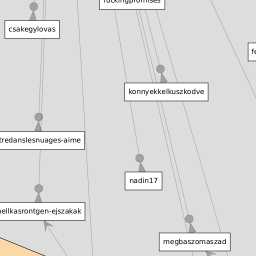 fuckingpromises
csakegylovas
konnyekkelkuszkodve
tredanslesnuages-aime
nadin17
ellkasrontgen-ejszakak
megbaszomaszad